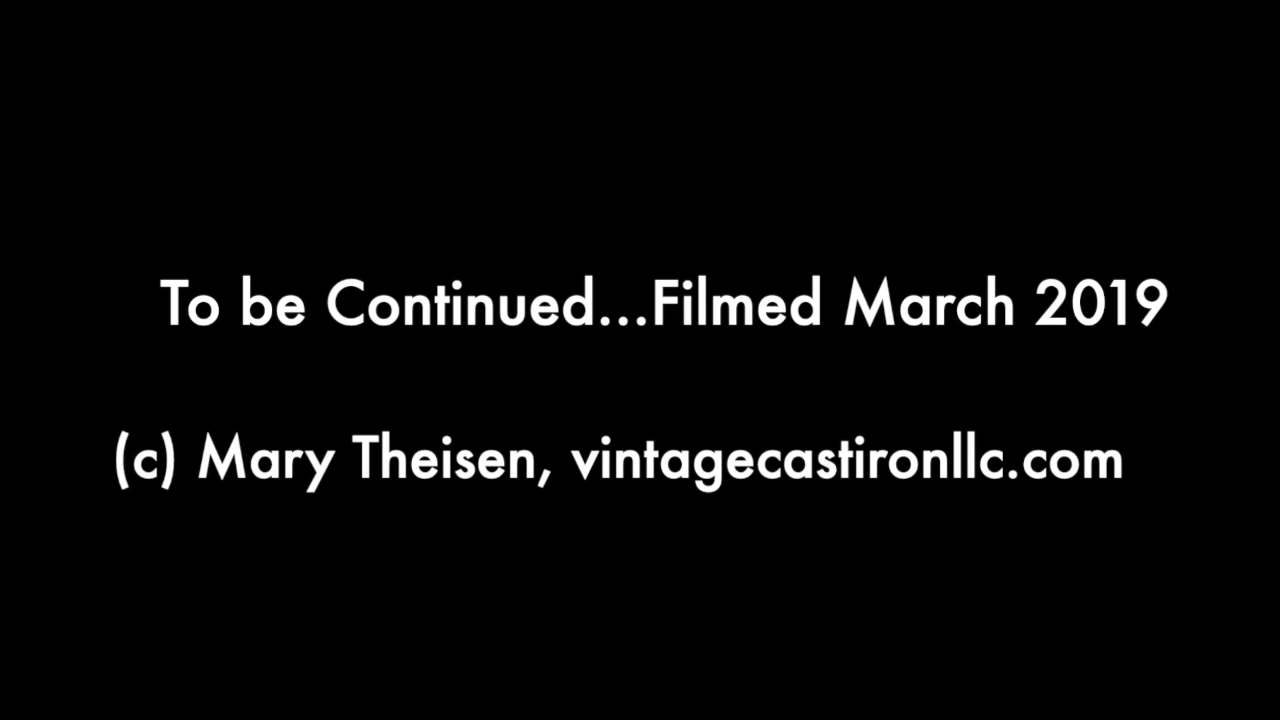 To be Continued...Filmed March 2019
(c) Mary Theisen, vintagecastironllc.com